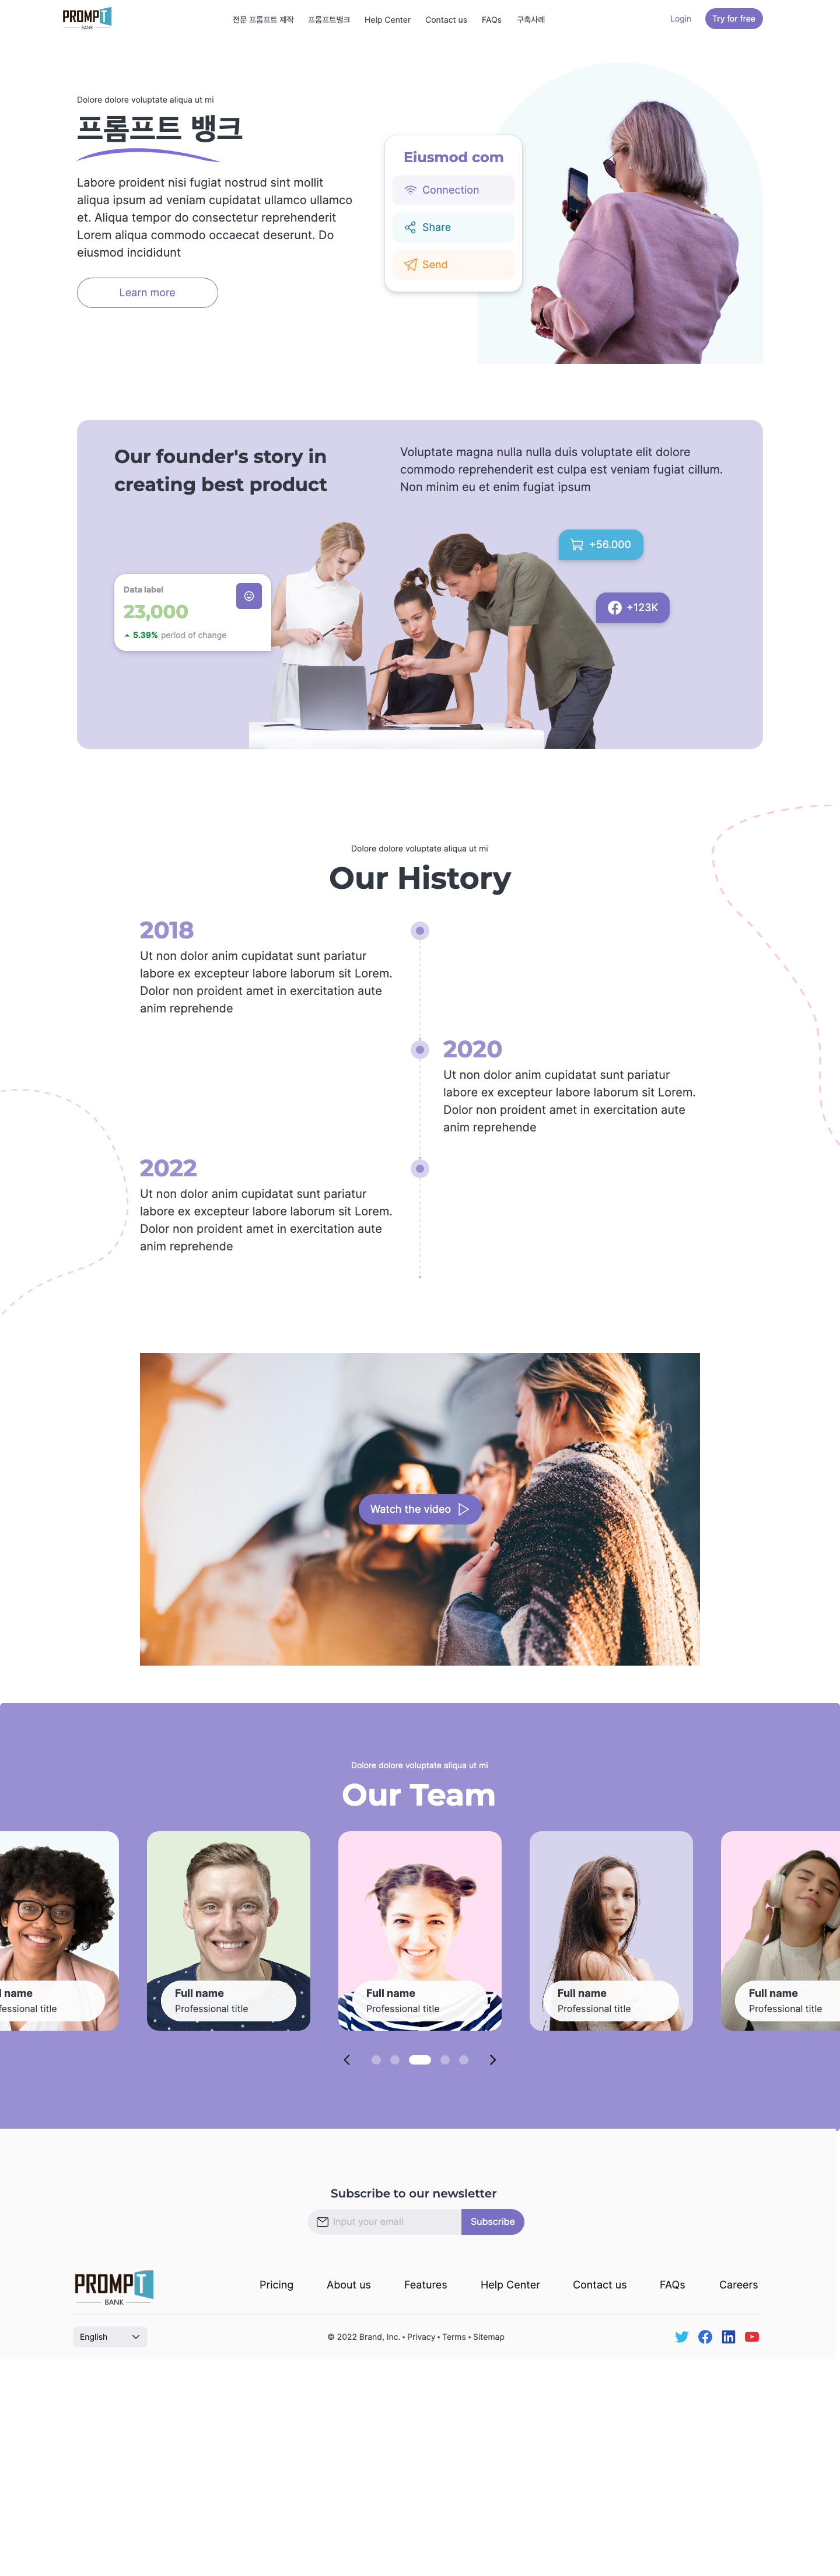 PROMPT
BANK
전문 프롬프트 제작
프롬프트뱅크
Help Center
Contact us
FAQs
구축사례
Login
Try for free
Dolore dolore voluptate aliqua ut mi
프롬프트 뱅크
Labore proident nisi fugiat nostrud sint mollit
aliqua ipsum ad veniam cupidatat ullamco ullamco
et. Aliqua tempor do consectetur reprehenderit
Lorem aliqua commodo occaecat deserunt. Do
eiusmod incididunt
Learn more
Eiusmod com
Connection
Share
Send
Our founder's story in
creating best product
Voluptate magna nulla nulla duis voluptate elit dolore
commodo reprehenderit est culpa est veniam fugiat cillum.
Non minim eu et enim fugiat ipsum
Data label
23,000
5.39% period of change
+56.000
+123K
Dolore dolore voluptate aliqua ut mi
Our History
2018
Ut non dolor anim cupidatat sunt pariatur
labore ex excepteur labore laborum sit Lorem.
Dolor non proident amet in exercitation aute
anim reprehende
2020
Ut non dolor anim cupidatat sunt pariatur
labore ex excepteur labore laborum sit Lorem.
Dolor non proident amet in exercitation aute
anim reprehende
2022
Ut non dolor anim cupidatat sunt pariatur
labore ex excepteur labore laborum sit Lorem.
Dolor non proident amet in exercitation aute
anim reprehende
Watch the video
Dolore dolore voluptate aliqua ut mi
Our Team
l name
fessional title
Full name
Professional title
Full name
Professional title
Full name
Professional title
Full name
Professional title
Subscribe to our newsletter
Input your email
Subscribe
PROMPT
BANK
Pricing
About us
Features
Help Center
Contact us
FAQs
Careers
English
© 2022 Brand, Inc. • Privacy • Terms • Sitemap